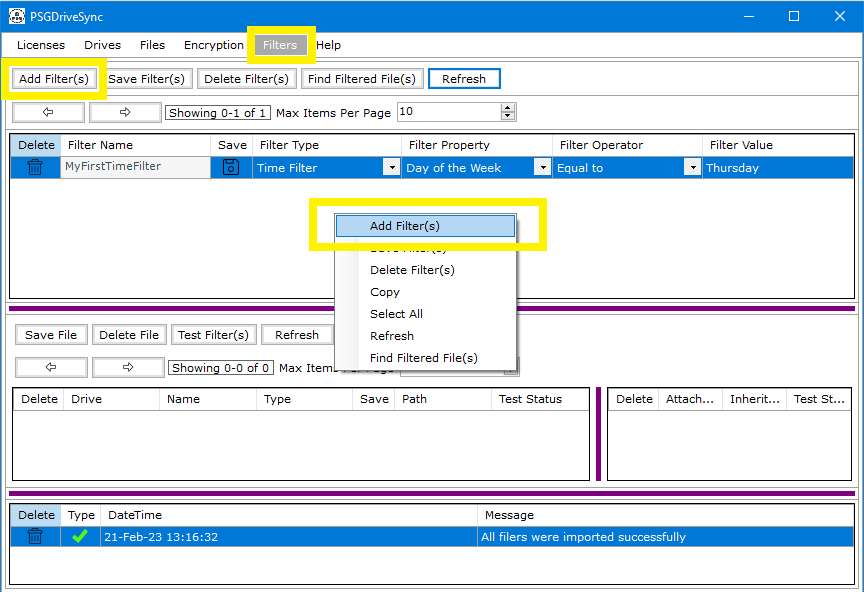 PSGDriveSync
Licenses Drives Files Encryption Filters Help
Add Filter(s) Save Filter(s) Delete Filter(s) Find Filtered File(s) Refresh
Showing 0-1 of 1 Max Items Per Page 10
Delete Filter Name Save Filter Type Filter Property Filter Operator Filter Value
MyFirstTimeFilter Time Filter Day of the Week Equal to Thursday
Add Filter(s)
Save Filter(s)
Delete Filter(s)
Copy
Select All
Refresh
Find Filtered File(s)
Save File Delete File Test Filter(s) Refresh
Showing 0-0 of 0 Max Items Per Page
Delete Drive Name Type Save Path Test Status Delete Attach... Inherit... Test St...
Delete Type DateTime Message
21-Feb-23 13:16:32 All filers were imported successfully